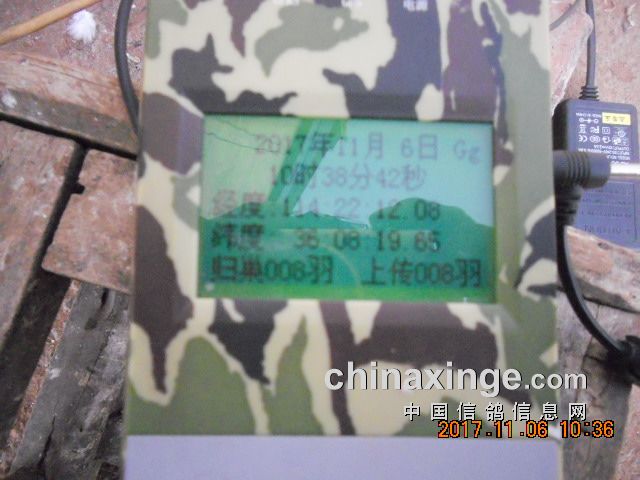 电源
2017年11月 6日 Gg
10时38分42秒
经度:114.22:12.08
纬度 36.08:19.65
归巢008羽 上传008羽
chinaxinge.com
中国信鸽信息网
2017.11.06 10:36